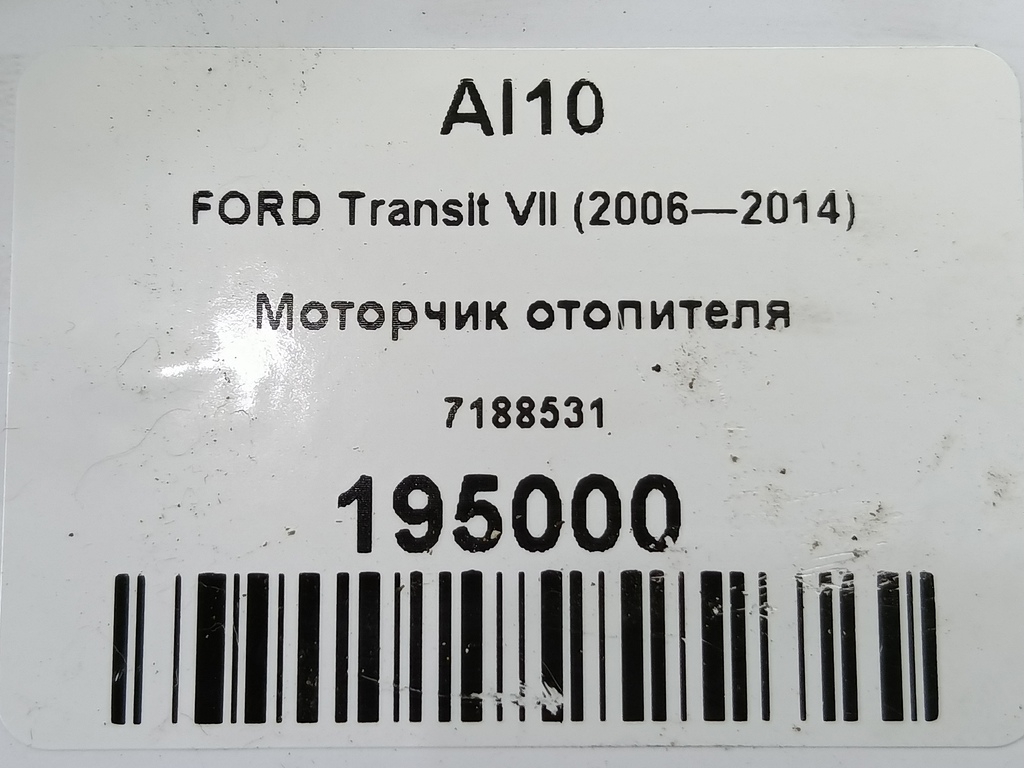 AI10
FORD Transit VII (2006—2014)
Моторчик отопителя
7188531
195000